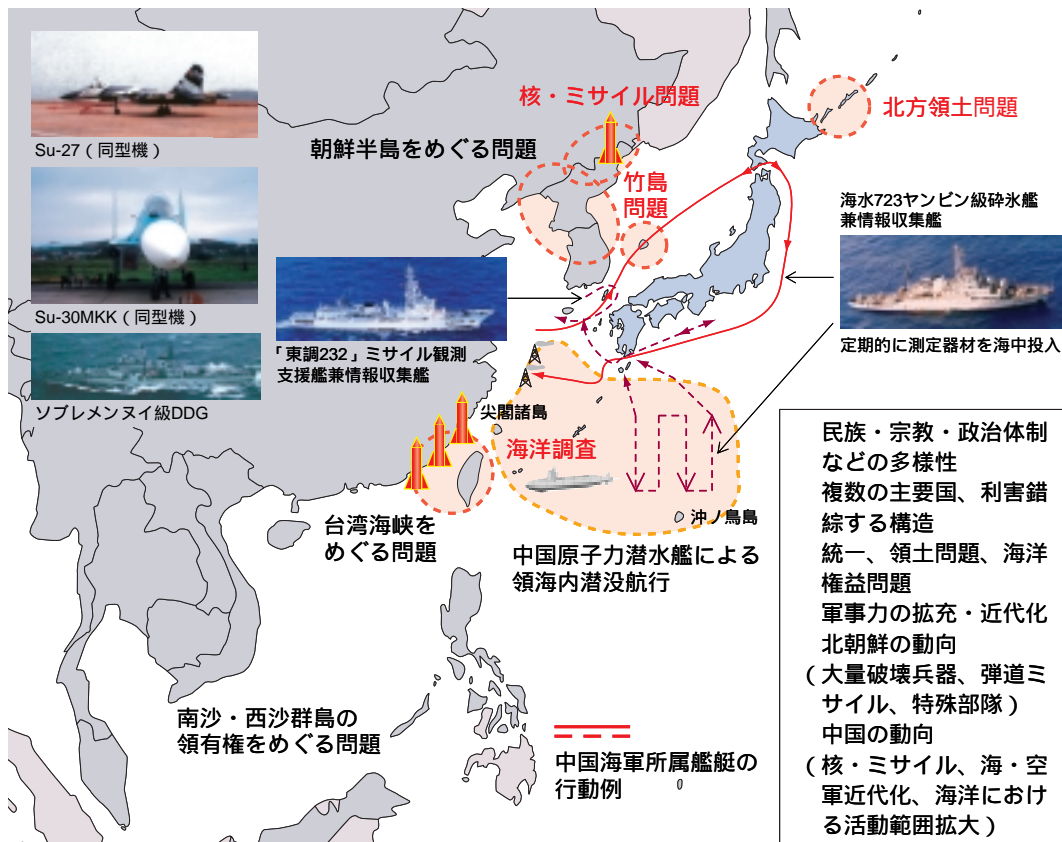 Su-27（同型機）
Su-30MKK（同型機）
ソブレメンヌイ級DDG
核・ミサイル問題
朝鮮半島をめぐる問題
竹島
問題
北方領土問題
海水723ヤンビン級砕氷艦
兼情報収集艦
定期的に測定器材を海中投入
「東調232」ミサイル観測
支援艦兼情報収集艦
尖閣諸島
海洋調査
沖ノ鳥島
台湾海峡を
めぐる問題
中国原子力潜水艦による
領海内潜没航行
南沙・西沙群島の
領有権をめぐる問題
中国海軍所属艦艇の
行動例
民族・宗教・政治体制
などの多様性
複数の主要国、利害錯
綜する構造
統一、領土問題、海洋
権益問題
軍事力の拡充・近代化
北朝鮮の動向
（大量破壊兵器、弾道ミ
サイル、特殊部隊）
中国の動向
（核・ミサイル、海・空
軍近代化、海洋におけ
る活動範囲拡大）